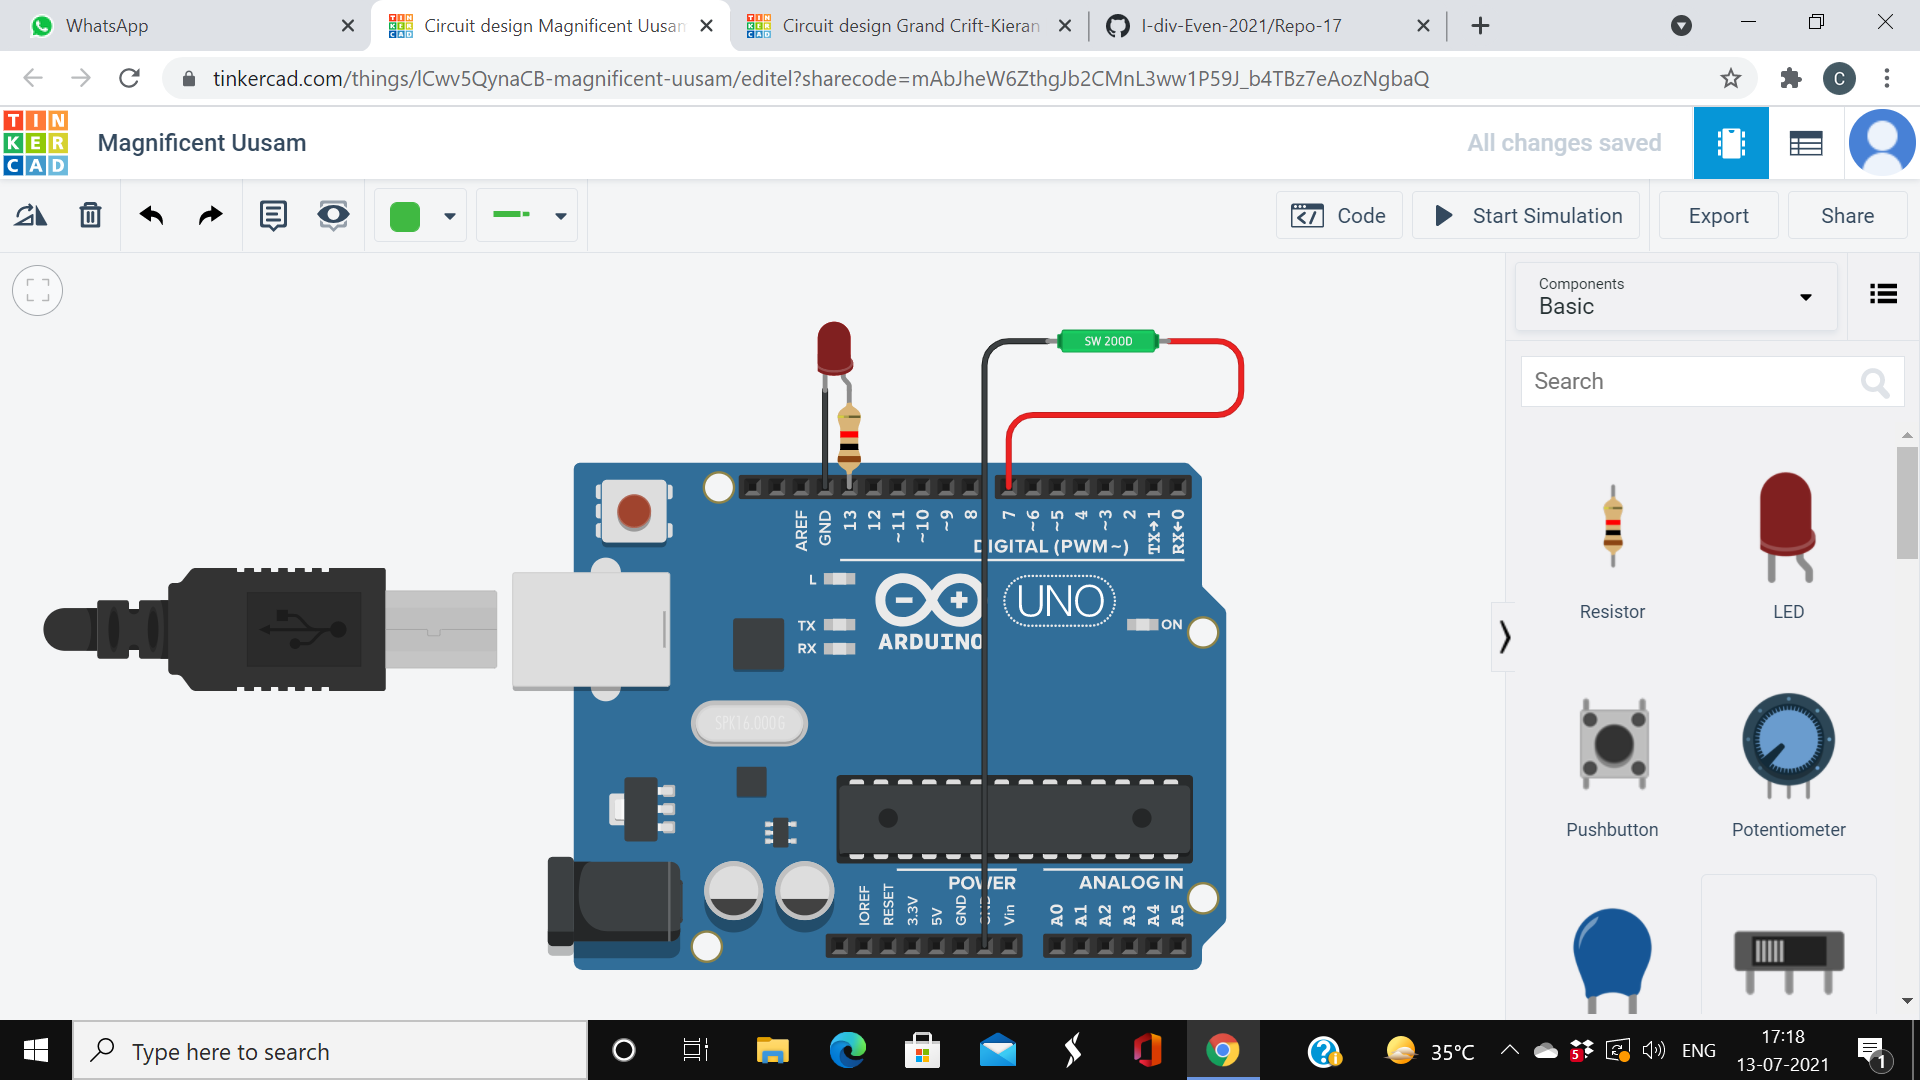 WhatsApp
Circuit design Magnificent Uusan
Circuit design Grand Crift-Kieran
I-div-Even-2021/Repo-17
tinkercad.com/things/lCwv5QynaCB-magnificent-uusam/editel?sharecode=mAbJheW6ZthgJb2CMnL3ww1P59J_b4TBz7eAozNgbaQ
C
TIN
KER
CAD
Magnificent Uusam
All changes saved
Code
Start Simulation
Export
Share
Components
Basic
Search
SW 200D
AREF
GND
13
12
~11
~10
~9
8
7
~6
~5
4
~3
2
TX→1
RX←0
DIGITAL (PWM~)
L
TX
RX
ARDUINO
UNO
ON
SPK16.000G
POWER
ANALOG IN
IOREF
RESET
3.3V
5V
GND
GND
Vin
A0
A1
A2
A3
A4
A5
Resistor
LED
Pushbutton
Potentiometer
Type here to search
5
35°C
ENG
17:18
13-07-2021
1